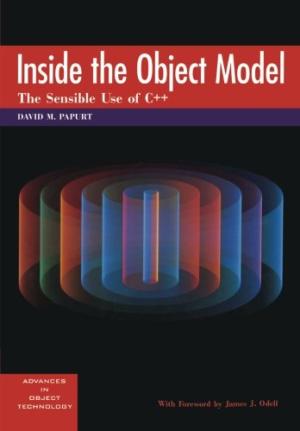 Inside the Object Model
The Sensible Use of C++
DAVID M. PAPURT
ADVANCES
IN
OBJECT
TECHNOLOGY
With Foreword by James J. Odell